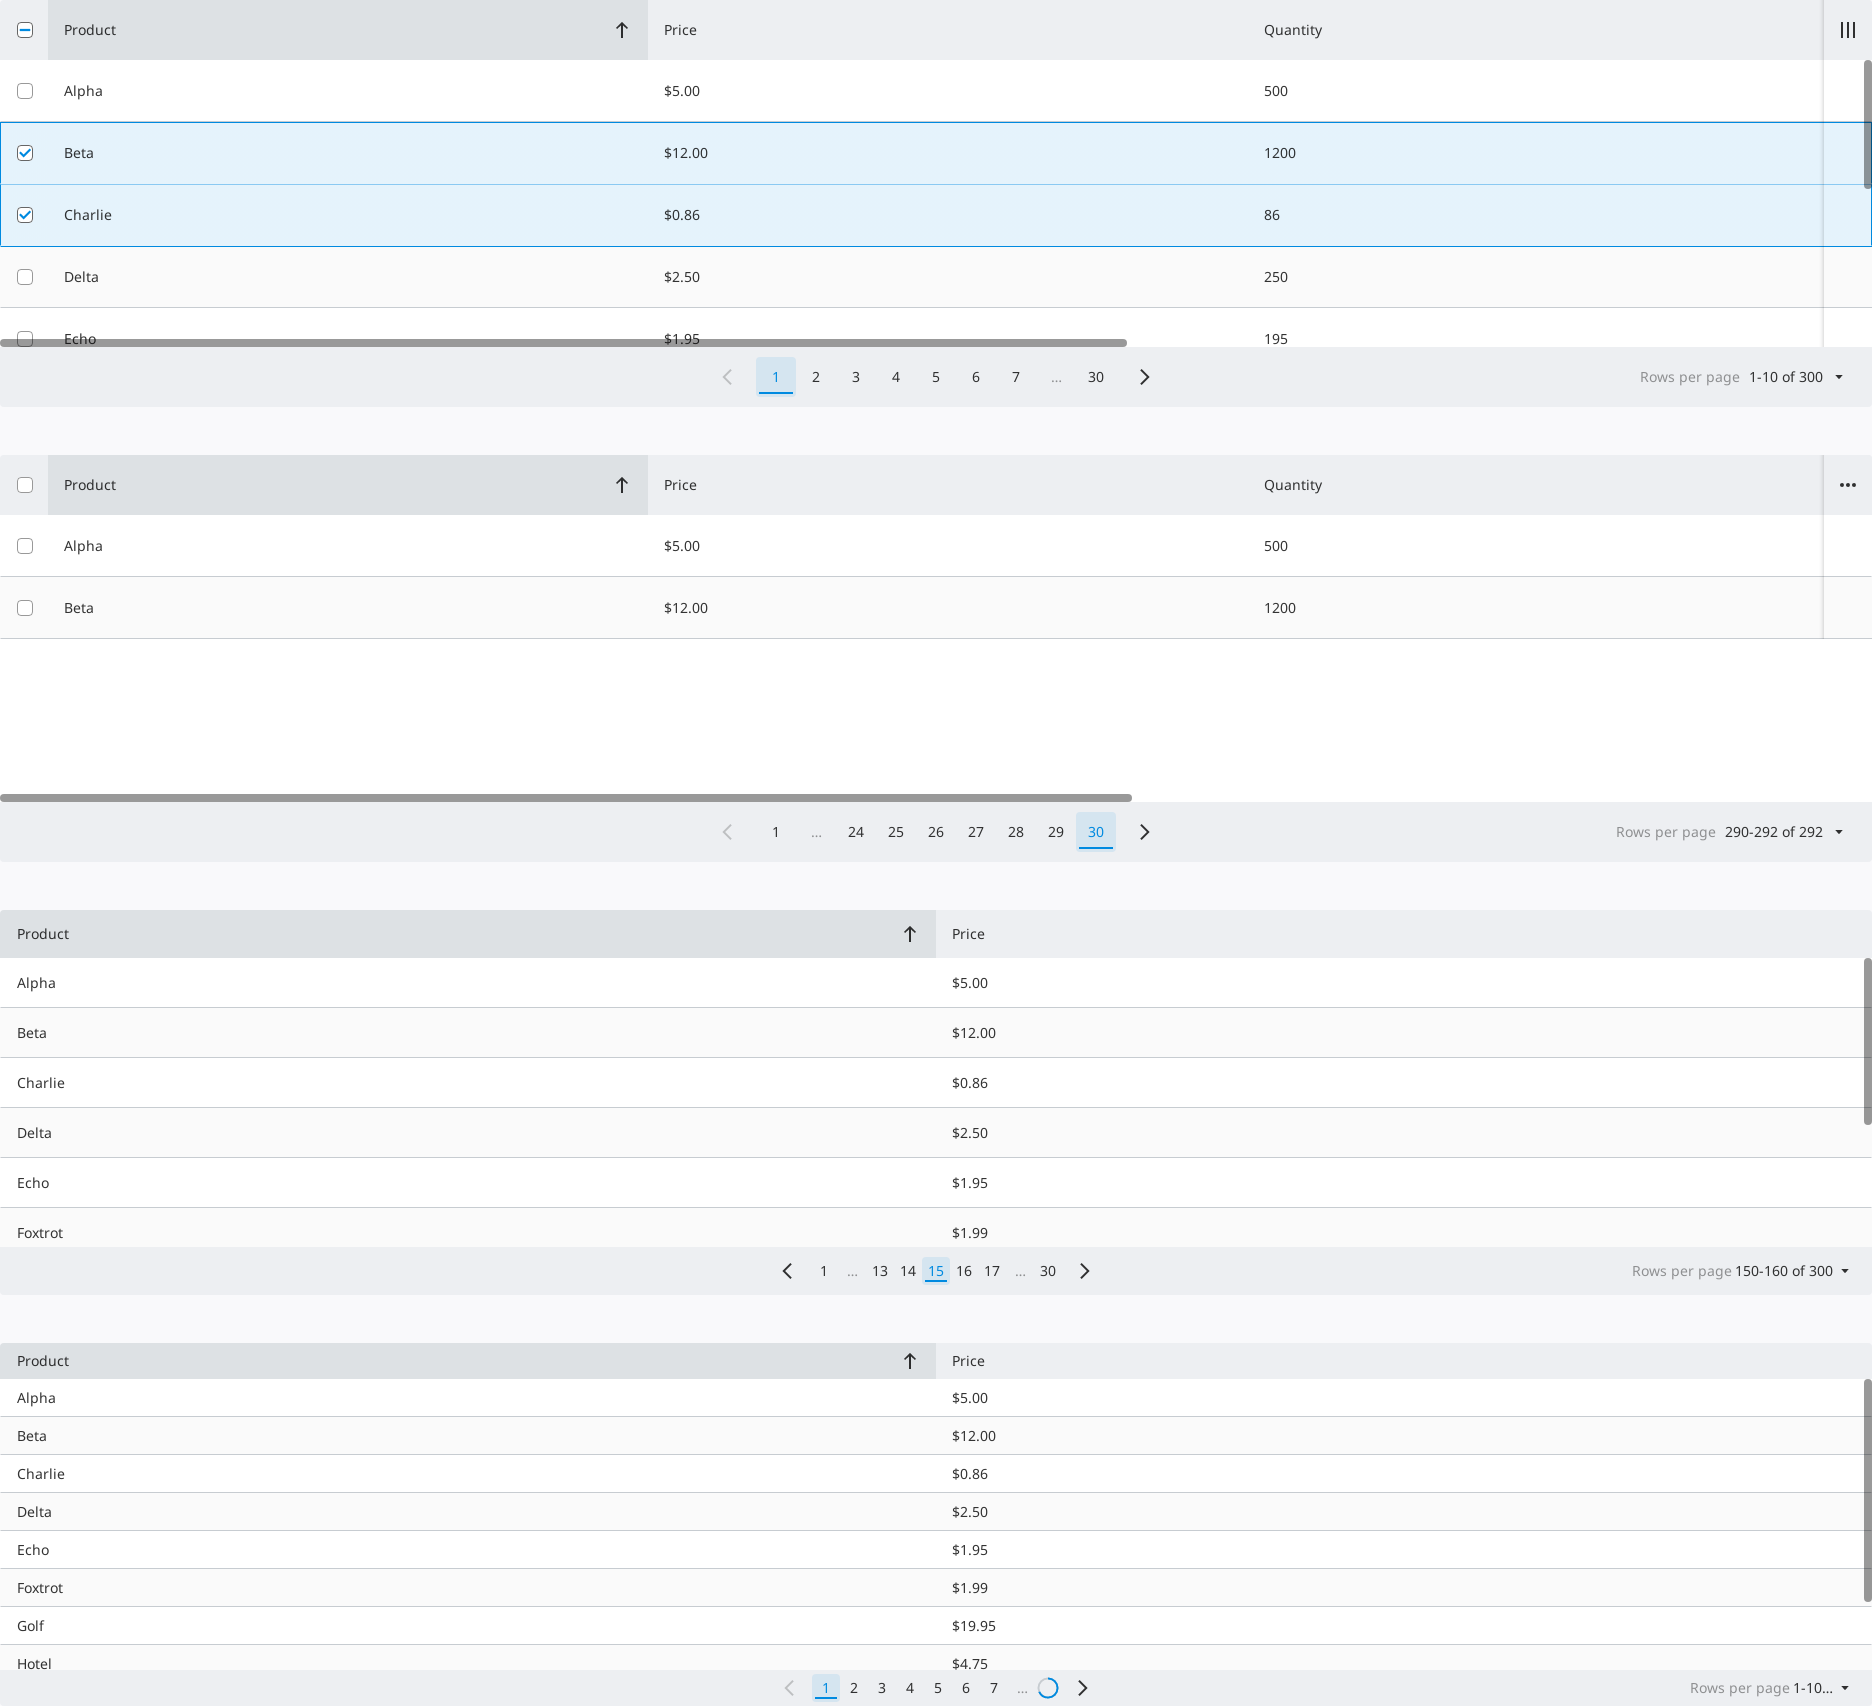 Product Price Quantity
Alpha $5.00 500
Beta $12.00 1200
Charlie $0.86 86
Delta $2.50 250
Echo $1.95 195
1 2 3 4 5 6 7 ... 30 Rows per page 1-10 of 300
Product Price Quantity
Alpha $5.00 500
Beta $12.00 1200
1 ... 24 25 26 27 28 29 30 Rows per page 290-292 of 292
Product Price
Alpha $5.00
Beta $12.00
Charlie $0.86
Delta $2.50
Echo $1.95
Foxtrot $1.99
1 ... 13 14 15 16 17 ... 30 Rows per page 150-160 of 300
Product Price
Alpha $5.00
Beta $12.00
Charlie $0.86
Delta $2.50
Echo $1.95
Foxtrot $1.99
Golf $19.95
Hotel $4.75
1 2 3 4 5 6 7 ... Rows per page 1-10...